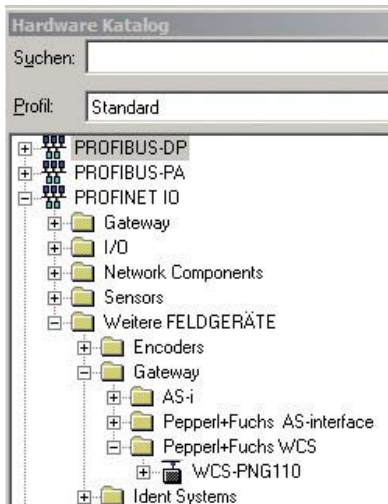 Hardware Katalog
Suchen:
Profil: Standard
PROFIBUS-DP
PROFIBUS-PA
PROFINET IO
Gateway
I/O
Network Components
Sensors
Weitere FELDGERÄTE
Encoders
Gateway
AS-i
Pepperl+Fuchs AS-interface
Pepperl+Fuchs WCS
WCS-PNG110
Ident Systems